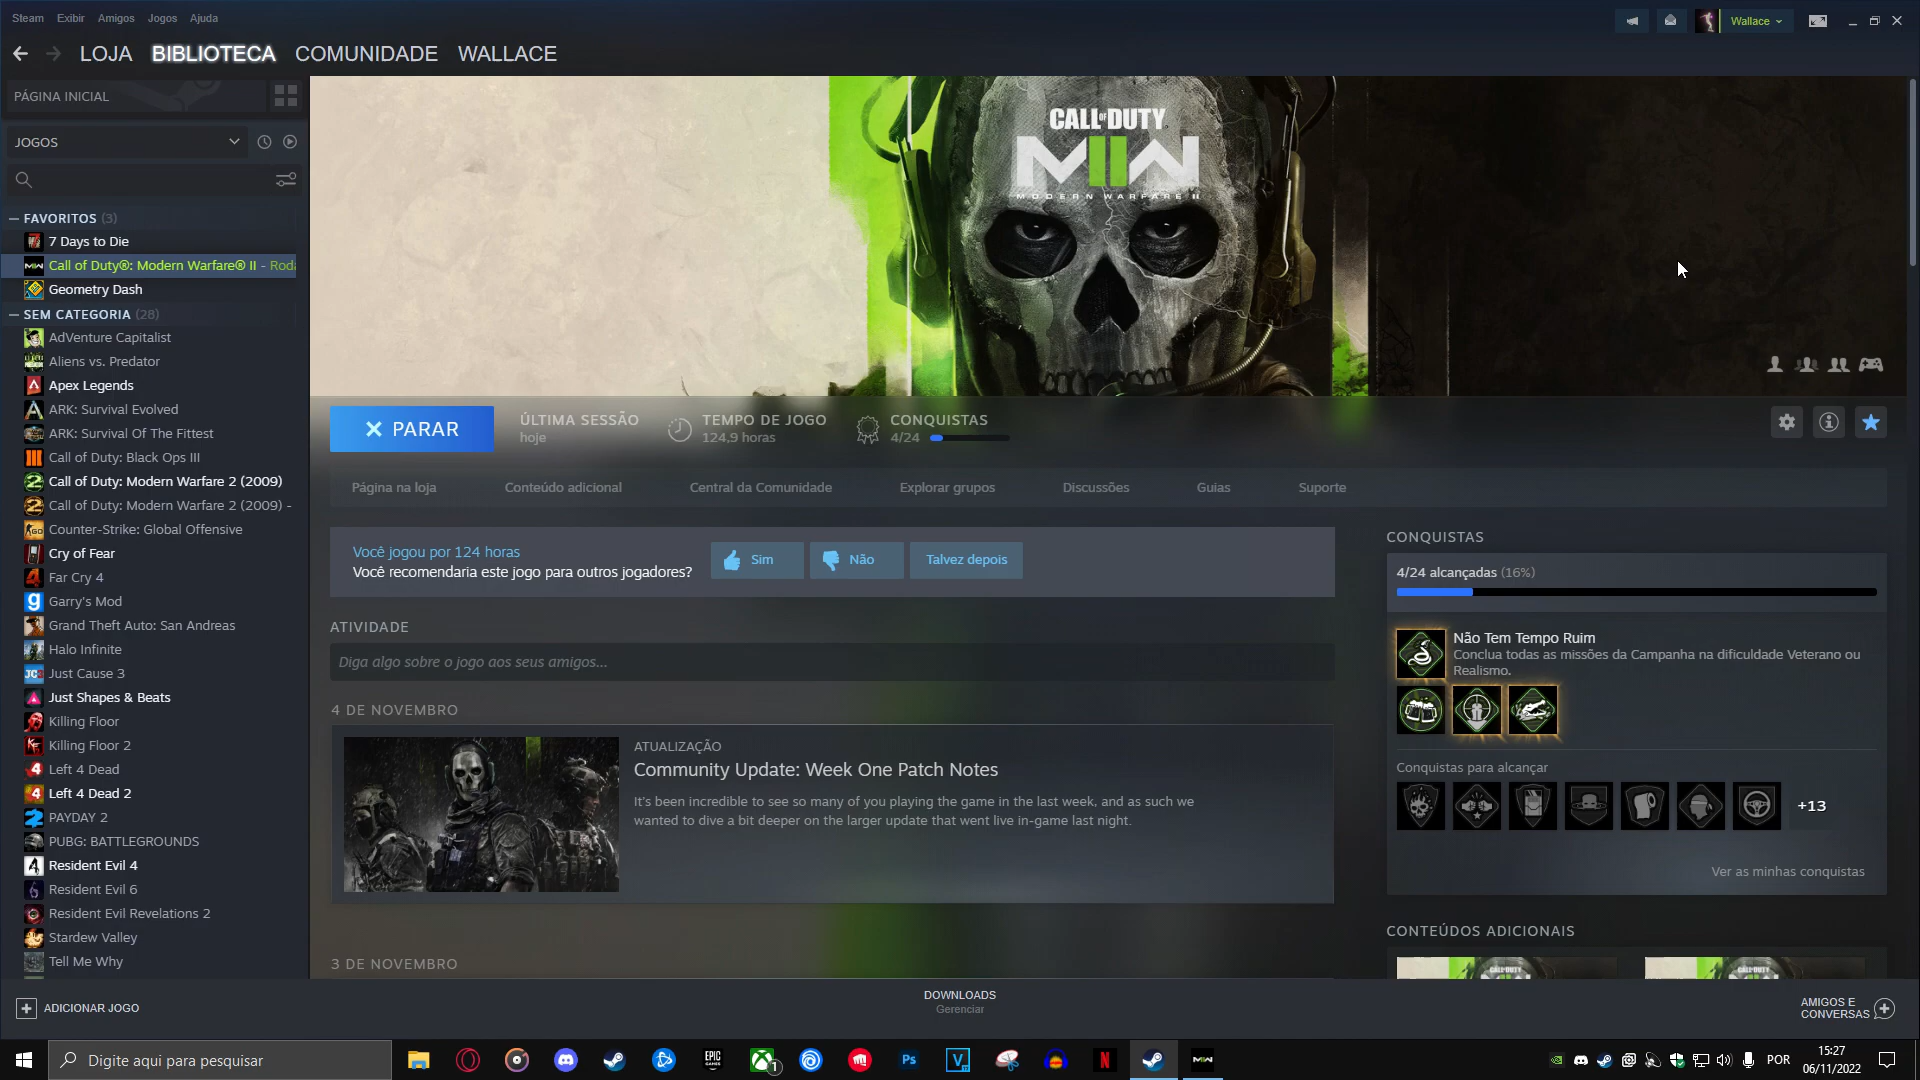 Steam Exibir Amigos Jogos Ajuda
Wallace
LOJA BIBLIOTECA COMUNIDADE WALLACE
PÁGINA INICIAL
JOGOS
FAVORITOS (3)
7 Days to Die
Call of Duty®: Modern Warfare® II - Roda
Geometry Dash
SEM CATEGORIA (28)
AdVenture Capitalist
Aliens vs. Predator
Apex Legends
ARK: Survival Evolved
ARK: Survival Of The Fittest
Call of Duty: Black Ops III
Call of Duty: Modern Warfare 2 (2009)
Call of Duty: Modern Warfare 2 (2009) -
Counter-Strike: Global Offensive
Cry of Fear
Far Cry 4
Garry's Mod
Grand Theft Auto: San Andreas
Halo Infinite
Just Cause 3
Just Shapes & Beats
Killing Floor
Killing Floor 2
Left 4 Dead
Left 4 Dead 2
PAYDAY 2
PUBG: BATTLEGROUNDS
Resident Evil 4
Resident Evil 6
Resident Evil Revelations 2
Stardew Valley
Tell Me Why
CALL OF DUTY
MWII
MODERN WARFARE II
PARAR
ÚLTIMA SESSÃO
hoje
TEMPO DE JOGO
124,9 horas
CONQUISTAS
4/24
Página na loja Conteúdo adicional Central da Comunidade Explorar grupos Discussões Guias Suporte
Você jogou por 124 horas
Você recomendaria este jogo para outros jogadores?
Sim Não Talvez depois
ATIVIDADE
Diga algo sobre o jogo aos seus amigos...
4 DE NOVEMBRO
ATUALIZAÇÃO
Community Update: Week One Patch Notes
It's been incredible to see so many of you playing the game in the last week, and as such we
wanted to dive a bit deeper on the larger update that went live in-game last night.
3 DE NOVEMBRO
CONQUISTAS
4/24 alcançadas (16%)
Não Tem Tempo Ruim
Conclua todas as missões da Campanha na dificuldade Veterano ou
Realismo.
Conquistas para alcançar
+13
Ver as minhas conquistas
CONTEÚDOS ADICIONAIS
ADICIONAR JOGO
DOWNLOADS
Gerenciar
AMIGOS E
CONVERSAS
Digite aqui para pesquisar
EPIC
GAMES
1
Ps
V
N
POR
15:27
06/11/2022